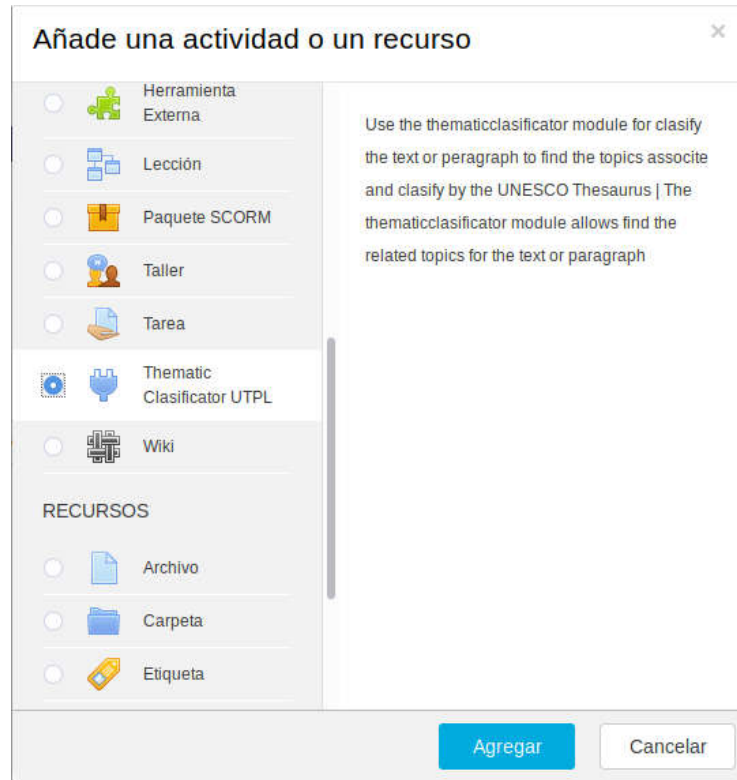 Añade una actividad o un recurso
×
Herramienta
Externa
Lección
Paquete SCORM
Taller
Tarea
Thematic
Clasificator UTPL
Wiki
RECURSOS
Archivo
Carpeta
Etiqueta
Use the thematicclasificator module for clasify
the text or peragraph to find the topics associte
and clasify by the UNESCO Thesaurus | The
thematicclasificator module allows find the
related topics for the text or paragraph
Agregar
Cancelar